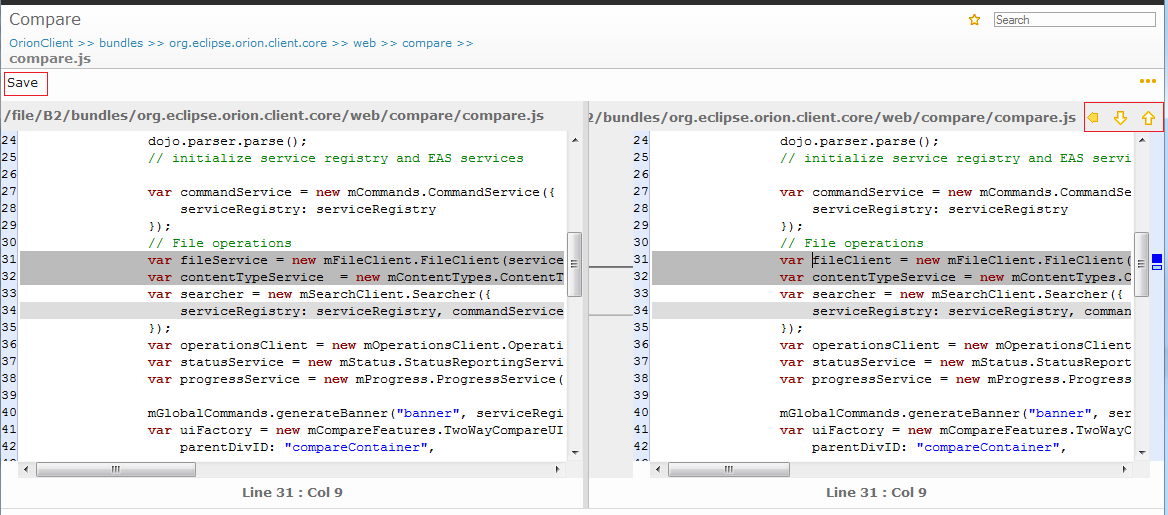 Compare
Search
OrionClient >> bundles >> org.eclipse.orion.client.core >> web >> compare >>
compare.js
Save
/file/B2/bundles/org.eclipse.orion.client.core/web/compare/compare.js
24 dojo.parser.parse();
25 // initialize service registry and EAS services
26
27 var commandService = new mCommands.CommandService({
28 serviceRegistry: serviceRegistry
29 });
30 // File operations
31 var fileService = new mFileClient.FileClient(service
32 var contentTypeService  = new mContentTypes.ContentT
33 var searcher = new mSearchClient.Searcher({
34 serviceRegistry: serviceRegistry, commandService
35 });
36 var operationsClient = new mOperationsClient.Operati
37 var statusService = new mStatus.StatusReportingServi
38 var progressService = new mProgress.ProgressService(
39
40 mGlobalCommands.generateBanner("banner", serviceRegi
41 var uiFactory = new mCompareFeatures.TwoWayCompareUI
42 parentDivID: "compareContainer",
Line 31 : Col 9
2/bundles/org.eclipse.orion.client.core/web/compare/compare.js
24 dojo.parser.parse();
25 // initialize service registry and EAS servi
26
27 var commandService = new mCommands.CommandSe
28 serviceRegistry: serviceRegistry
29 });
30 // File operations
31 var fileClient = new mFileClient.FileClient(
32 var contentTypeService = new mContentTypes.C
33 var searcher = new mSearchClient.Searcher({
34 serviceRegistry: serviceRegistry, comman
35 });
36 var operationsClient = new mOperationsClient
37 var statusService = new mStatus.StatusReport
38 var progressService = new mProgress.Progress
39
40 mGlobalCommands.generateBanner("banner", ser
41 var uiFactory = new mCompareFeatures.TwoWayC
42 parentDivID: "compareContainer",
Line 31 : Col 9